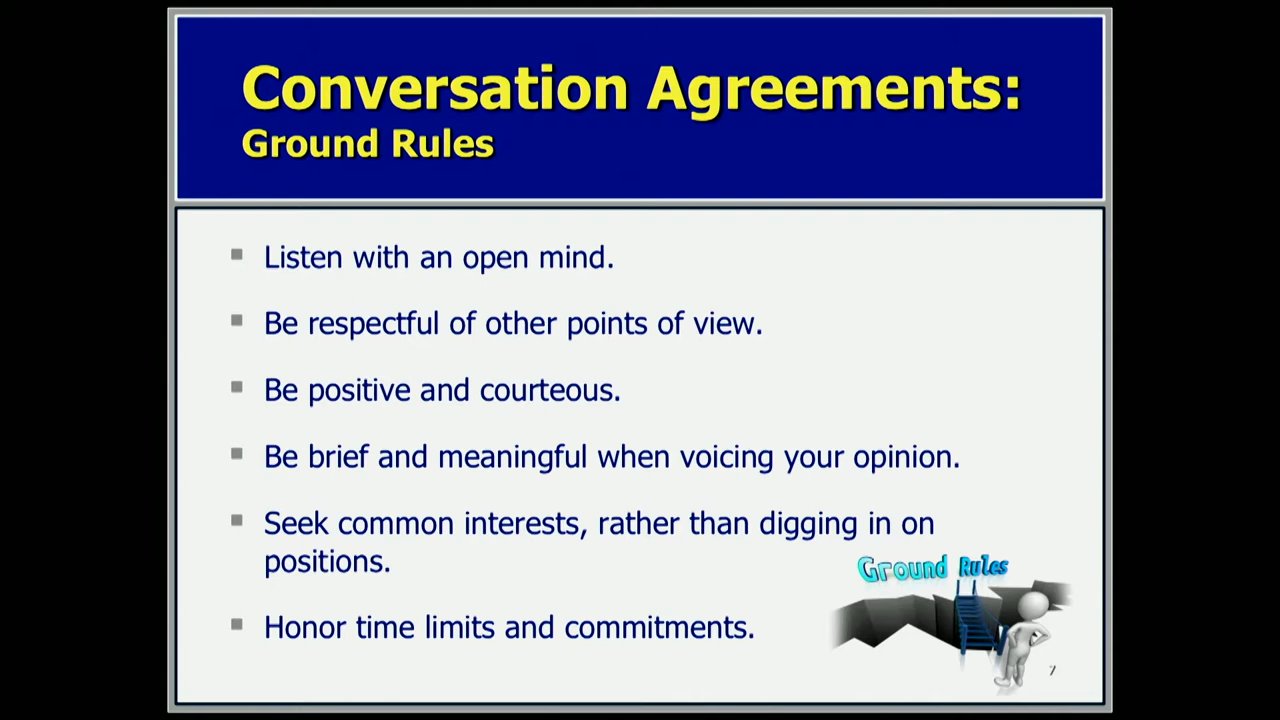 Conversation Agreements:
Ground Rules
Listen with an open mind.
Be respectful of other points of view.
Be positive and courteous.
Be brief and meaningful when voicing your opinion.
Seek common interests, rather than digging in on
positions.
Ground Rules
Honor time limits and commitments.
7